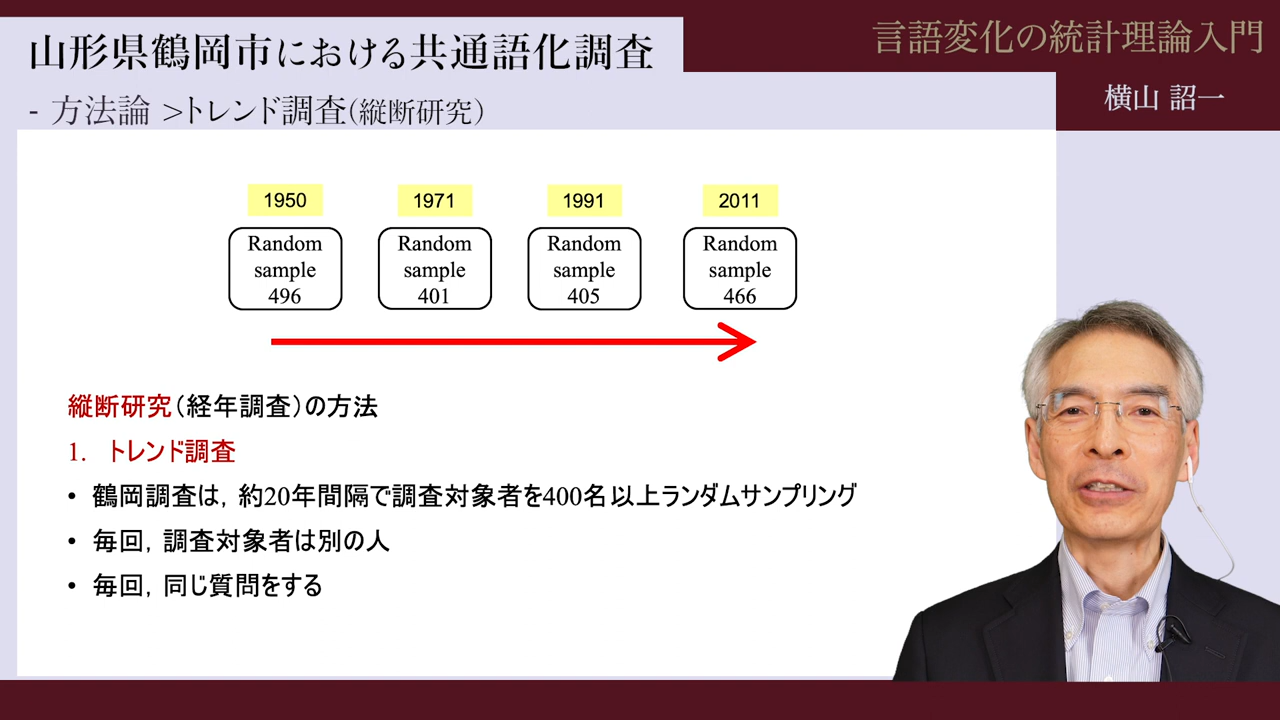 山形県鶴岡市における共通語化調査
- 方法論 >トレンド調査(縦断研究)
言語変化の統計理論入門
横山 詔一
1950 1971 1991 2011
Random Random Random Random
sample sample sample sample
496 401 405 466
縦断研究(経年調査)の方法
1. トレンド調査
• 鶴岡調査は, 約20年間隔で調査対象者を400名以上ランダムサンプリング
• 毎回, 調査対象者は別の人
• 毎回, 同じ質問をする